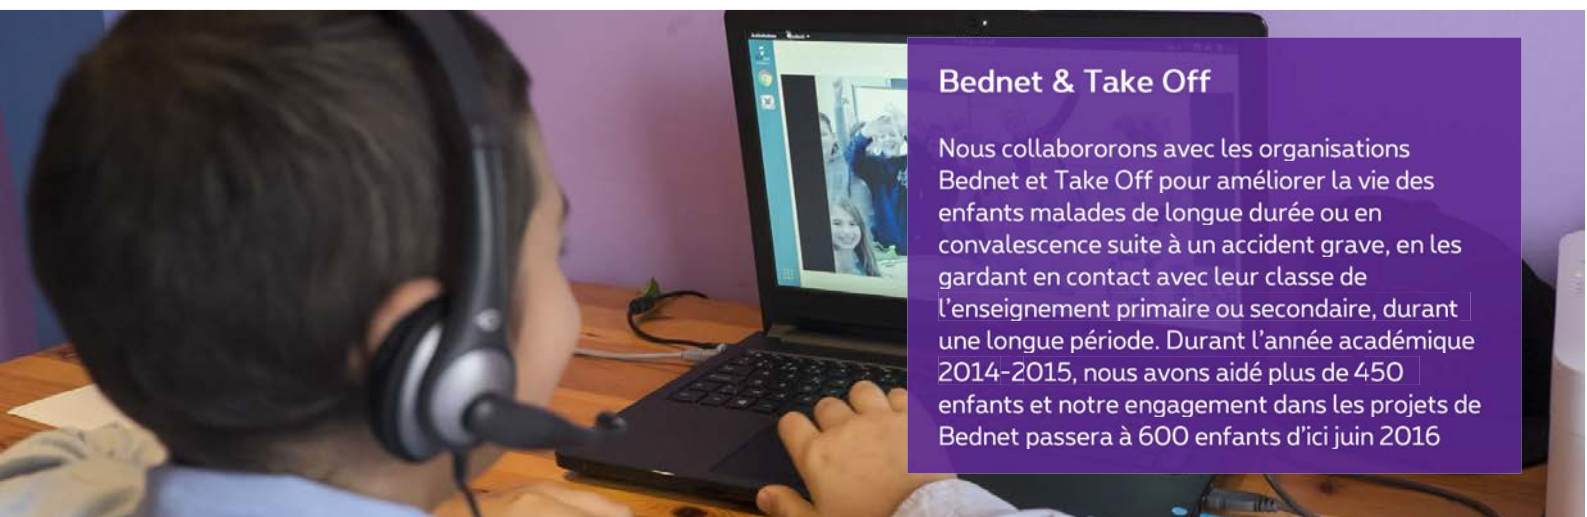 Bednet & Take Off
Nous collabororons avec les organisations
Bednet et Take Off pour améliorer la vie des
enfants malades de longue durée ou en
convalescence suite à un accident grave, en les
gardant en contact avec leur classe de
l’enseignement primaire ou secondaire, durant
une longue période. Durant l’année académique
2014-2015, nous avons aidé plus de 450
enfants et notre engagement dans les projets de
Bednet passera à 600 enfants d’ici juin 2016